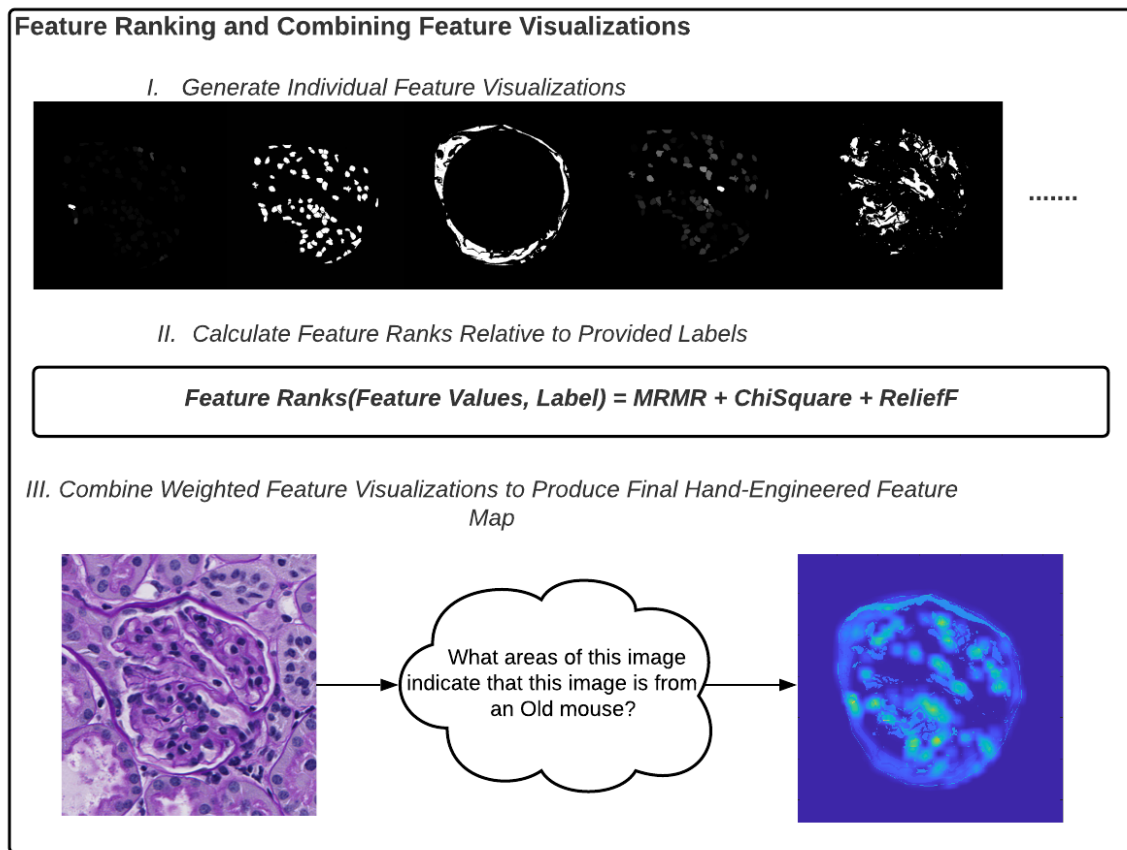 Feature Ranking and Combining Feature Visualizations
I. Generate Individual Feature Visualizations
.......
II. Calculate Feature Ranks Relative to Provided Labels
Feature Ranks(Feature Values, Label) = MRMR + ChiSquare + ReliefF
III. Combine Weighted Feature Visualizations to Produce Final Hand-Engineered Feature
Map
What areas of this image
indicate that this image is from
an Old mouse?